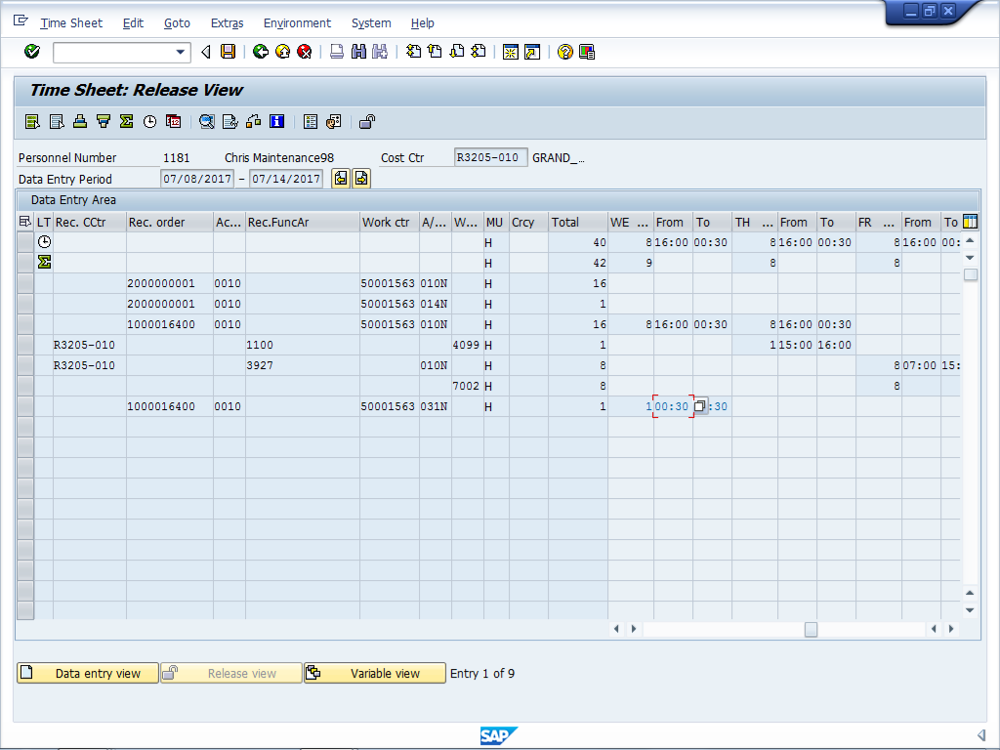 Time Sheet Edit Goto Extras Environment System Help
Time Sheet: Release View
12
Personnel Number 1181 Chris Maintenance98 Cost Ctr R3205-010 GRAND_...
Data Entry Period 07/08/2017 - 07/14/2017
Data Entry Area
LT Rec. CCtr Rec. order Ac... Rec.FuncAr Work ctr A/... W... MU Crcy Total WE ... From To TH ... From To FR ... From To
H 40 8 16:00 00:30 8 16:00 00:30 8 16:00 00:
H 42 9 8 8
2000000001 0010 50001563 010N H 16
2000000001 0010 50001563 014N H 1
1000016400 0010 50001563 010N H 16 8 16:00 00:30 8 16:00 00:30
R3205-010 1100 4099 H 1 1 15:00 16:00
R3205-010 3927 010N H 8 8 07:00 15:
7002 H 8 8
1000016400 0010 50001563 031N H 1 1 00:30 :30
Data entry view Release view Variable view Entry 1 of 9
SAP